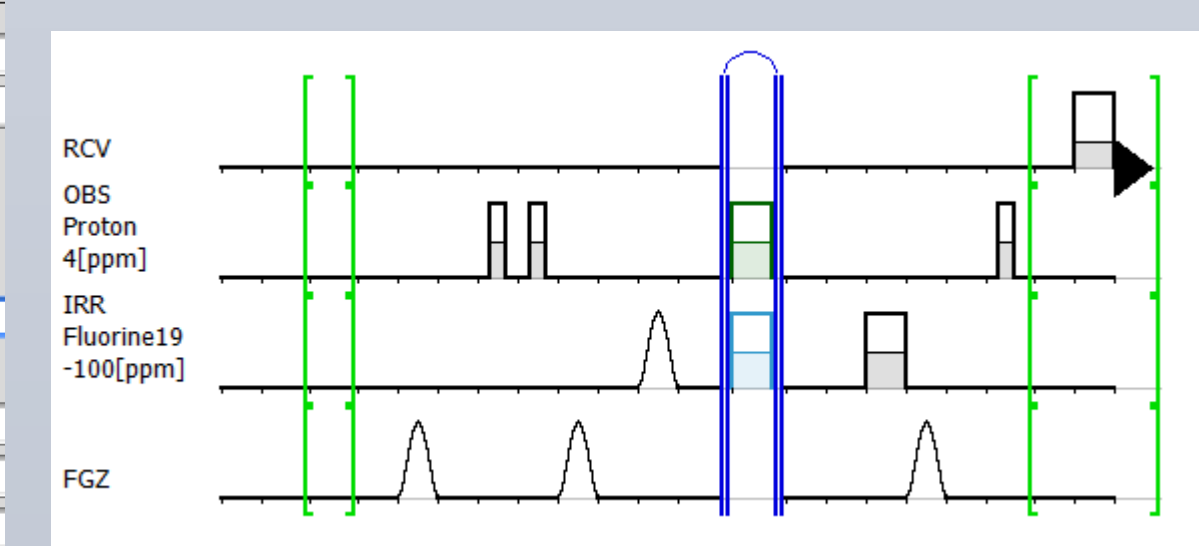 RCV
OBS
Proton
4[ppm]
IRR
Fluorine19
-100[ppm]
FGZ